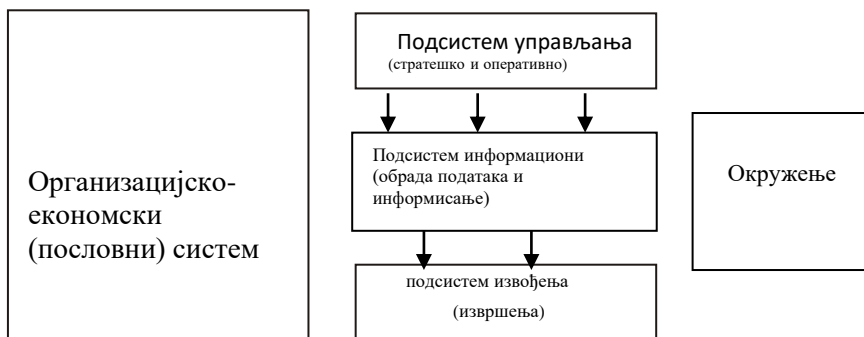 Организацијско-
економски
(пословни) систем
Подсистем управљања
(стратешко и оперативно)
Подсистем информациони
(обрада података и
информисање)
подсистем извођења
(извршења)
Окружење